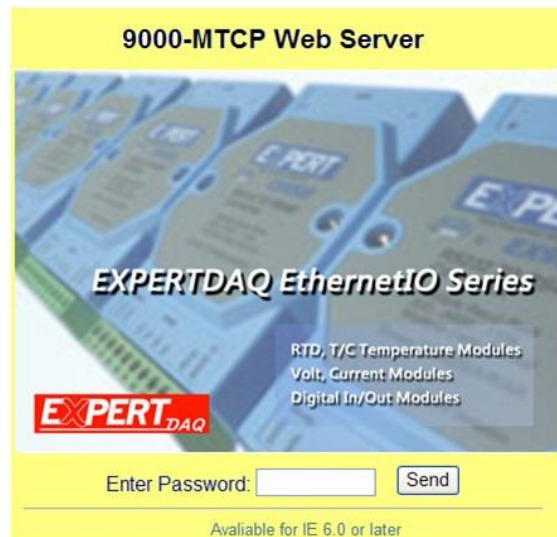 9000-MTCP Web Server
EXPERT
EXPERTDAQ EthernetIO Series
RTD, T/C Temperature Modules
Volt, Current Modules
Digital In/Out Modules
EXPERT DAQ
Enter Password:
Send
Avaliable for IE 6.0 or later